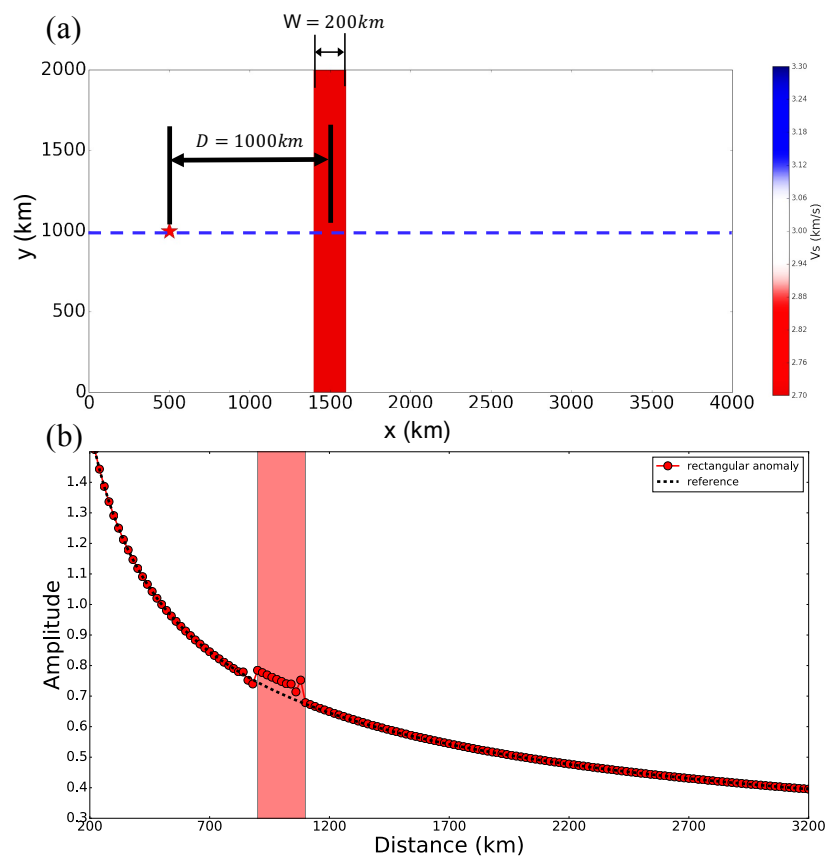 (a)
W = 200km
2000
1500
1000
500
0
y (km)
D = 1000km
0 500 1000 1500 2000 2500 3000 3500 4000
x (km)
3.30
3.24
3.18
3.12
3.06
3.00
2.94
2.88
2.82
2.76
2.70
Vs (km/s)
(b)
1.4
1.3
1.2
1.1
1.0
0.9
0.8
0.7
0.6
0.5
0.4
0.3
Amplitude
rectangular anomaly
reference
200 700 1200 1700 2200 2700 3200
Distance (km)